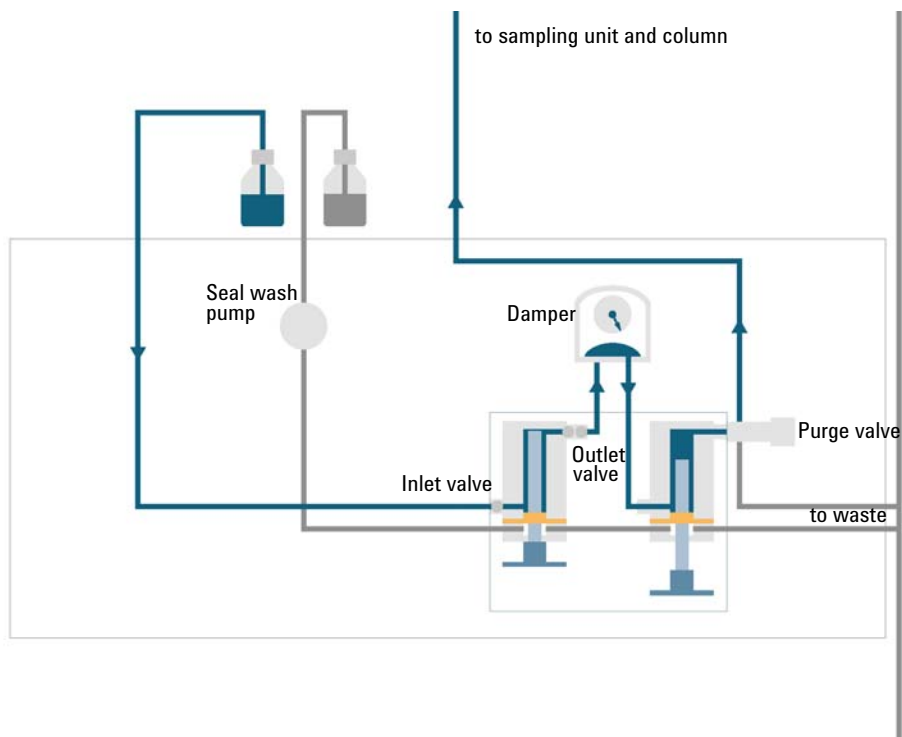 to sampling unit and column
Seal wash
pump
Damper
Purge valve
Outlet
valve
Inlet valve
to waste